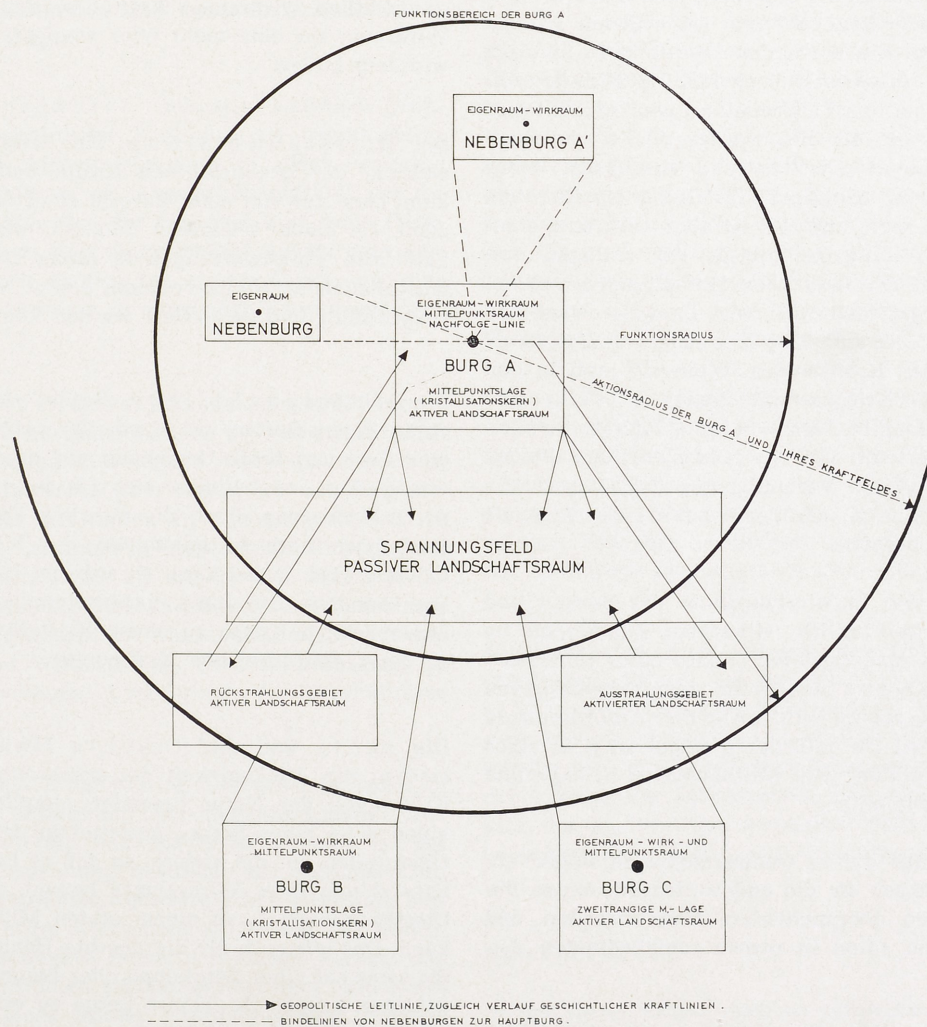 FUNKTIONSBEREICH DER BURG A
EIGENRAUM-WIRKRAUM
NEBENBURG A'
EIGENRAUM
NEBENBURG
EIGENRAUM-WIRKRAUM
MITTELPUNKTSRAUM
NACHFOLGE-LINIE
BURG A
MITTELPUNKTSLAGE
( KRISTALLISATIONSKERN )
AKTIVER LANDSCHAFTSRAUM
FUNKTIONSRADIUS
AKTIONSRADIUS DER BURG A UND IHRES KRAFTFELDES
SPANNUNGSFELD
PASSIVER LANDSCHAFTSRAUM
RÜCKSTRAHLUNGSGEBIET
AKTIVER LANDSCHAFTSRAUM
AUSSTRAHLUNGSGEBIET
AKTIVIERTER LANDSCHAFTSRAUM
EIGENRAUM-WIRKRAUM
MITTELPUNKTSRAUM
BURG B
MITTELPUNKTSLAGE
( KRISTALLISATIONSKERN )
AKTIVER LANDSCHAFTSRAUM
EIGENRAUM - WIRK - UND
MITTELPUNKTSRAUM
BURG C
ZWEITRANGIGE M.- LAGE
AKTIVER LANDSCHAFTSRAUM
GEOPOLITISCHE LEITLINIE, ZUGLEICH VERLAUF GESCHICHTLICHER KRAFTLINIEN .
BINDELINIEN VON NEBENBURGEN ZUR HAUPTBURG .